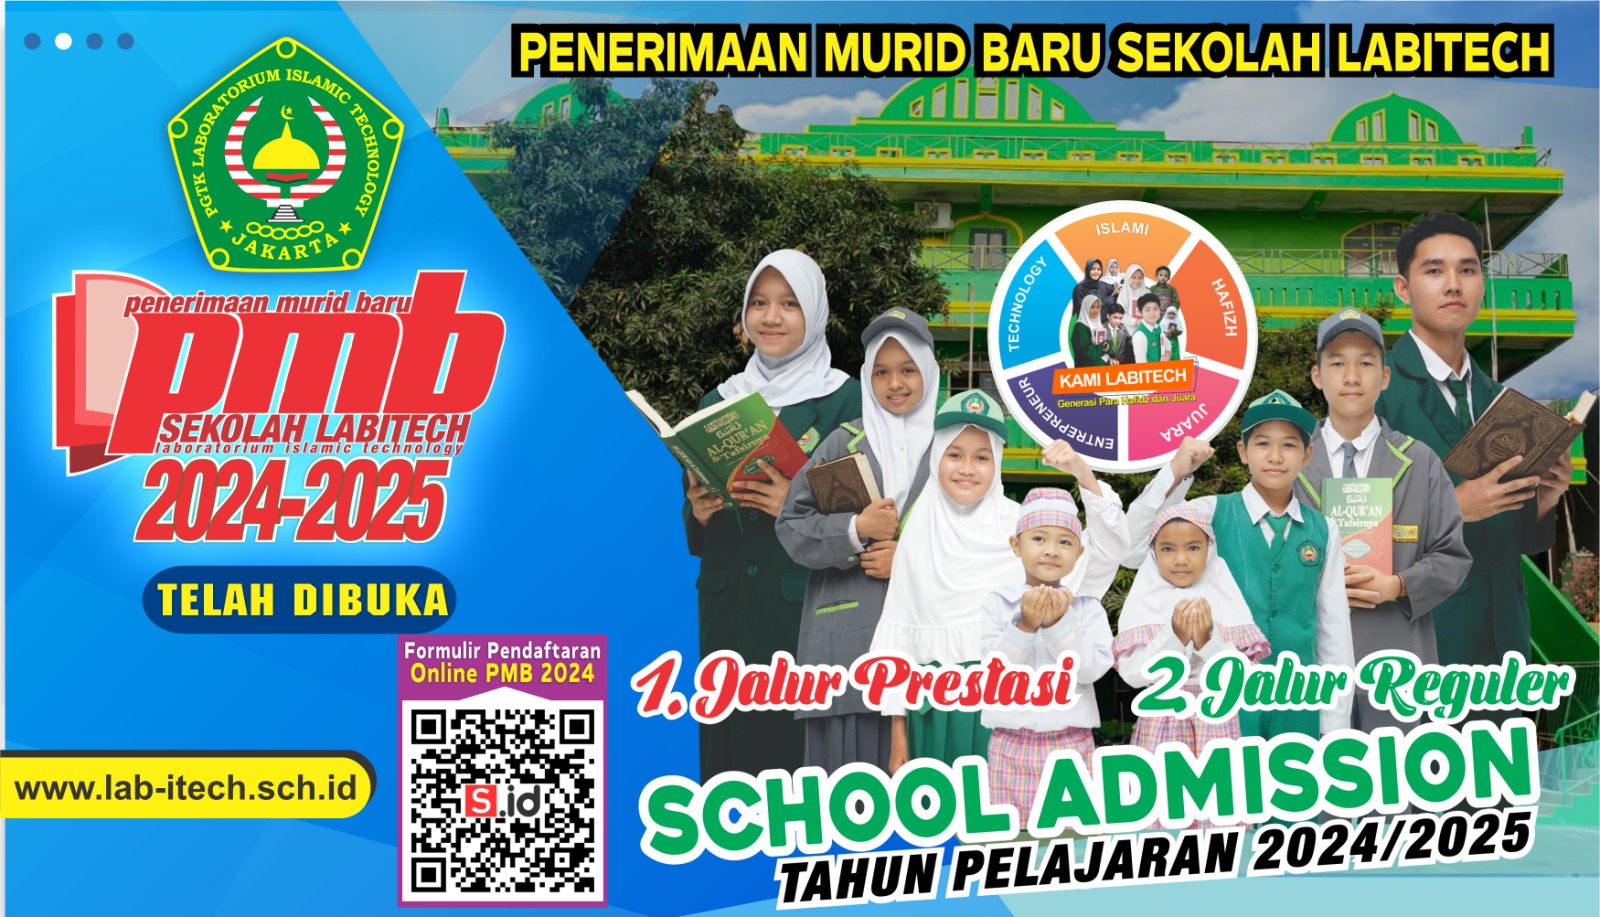 PENERIMAAN MURID BARU SEKOLAH LABITECH
PGTK LABORATORIUM ISLAMIC TECHNOLOGY
JAKARTA
penerimaan murid baru
pmb
SEKOLAH LABITECH
laboratorium islamic technology
2024-2025
TELAH DIBUKA
Formulir Pendaftaran
Online PMB 2024
S.id
www.lab-itech.sch.id
ISLAMI
HAFIZH
JUARA
ENTREPRENEUR
TECHNOLOGY
KAMI LABITECH
Generasi Para Hafidz dan Juara
AL-QUR'AN
& Tafsirnya
AL-QUR'AN
& Tafsirnya
1. Jalur Prestasi
2. Jalur Reguler
SCHOOL ADMISSION
TAHUN PELAJARAN 2024/2025